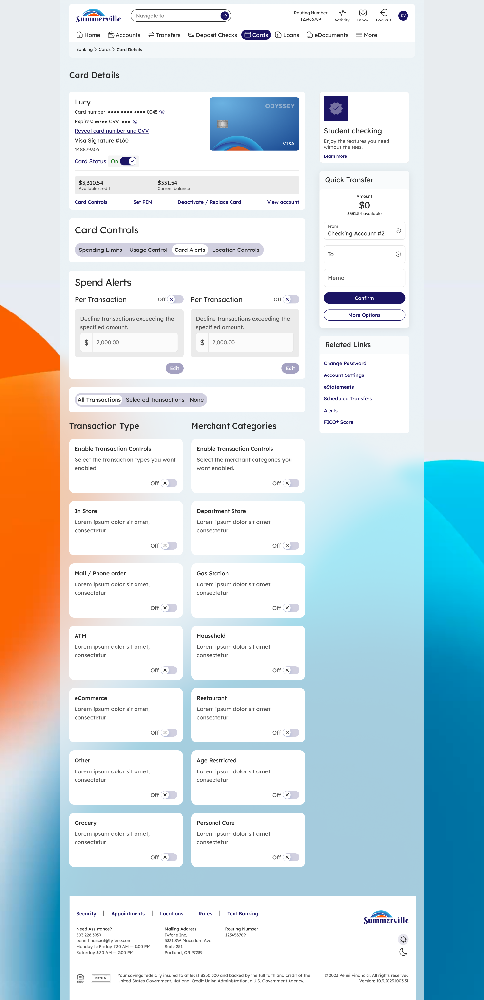 Summerville
Navigate to
Routing Number
123456789
Activity
Inbox
Log out
DV
Home
Accounts
Transfers
Deposit Checks
Cards
Loans
eDocuments
More
Banking > Cards > Card Details
Card Details
Lucy
Card number: •••• •••• •••• 0948
Expires: ••/•• CVV: •••
Reveal card number and CVV
Visa Signature #160
148879306
Card Status On
ODYSSEY
VISA
$3,310.54
Available credit
$331.54
Current balance
Card Controls
Set PIN
Deactivate / Replace Card
View account
Card Controls
Spending Limits
Usage Control
Card Alerts
Location Controls
Spend Alerts
Per Transaction
Off
Decline transactions exceeding the
specified amount.
$ 2,000.00
Edit
Per Transaction
Off
Decline transactions exceeding the
specified amount.
$ 2,000.00
Edit
All Transactions
Selected Transactions
None
Transaction Type
Enable Transaction Controls
Select the transaction types you want
enabled.
Off
In Store
Lorem ipsum dolor sit amet,
consectetur
Off
Mail / Phone order
Lorem ipsum dolor sit amet,
consectetur
Off
ATM
Lorem ipsum dolor sit amet,
consectetur
Off
eCommerce
Lorem ipsum dolor sit amet,
consectetur
Off
Other
Lorem ipsum dolor sit amet,
consectetur
Off
Grocery
Lorem ipsum dolor sit amet,
consectetur
Off
Merchant Categories
Enable Transaction Controls
Select the merchant categories you
want enabled.
Off
Department Store
Lorem ipsum dolor sit amet,
consectetur
Off
Gas Station
Lorem ipsum dolor sit amet,
consectetur
Off
Household
Lorem ipsum dolor sit amet,
consectetur
Off
Restaurant
Lorem ipsum dolor sit amet,
consectetur
Off
Age Restricted
Lorem ipsum dolor sit amet,
consectetur
Off
Personal Care
Lorem ipsum dolor sit amet,
consectetur
Off
Student checking
Enjoy the features you need
without the fees.
Learn more
Quick Transfer
Amount
$0
$331.54 available
From
Checking Account #2
To
Memo
Confirm
More Options
Related Links
Change Password
Account Settings
eStatements
Scheduled Transfers
Alerts
FICO® Score
Security
Appointments
Locations
Rates
Text Banking
Need Assistance?
503.226.3939
pennifinancial@tyfone.com
Monday to Friday 7:30 AM — 8:00 PM
Saturday 8:30 AM — 2:00 PM
Mailing Address
Tyfone Inc.
5331 SW Macadam Ave
Suite 251
Portland, OR 97239
Routing Number
123456789
Summerville
LENDER
NCUA
Your savings federally insured to at least $250,000 and backed by the full faith and credit of the
United States Government. National Credit Union Administration, a U.S. Government Agency.
© 2023 Penni Financial. All rights reserved
Version: 10.3.20231003.31